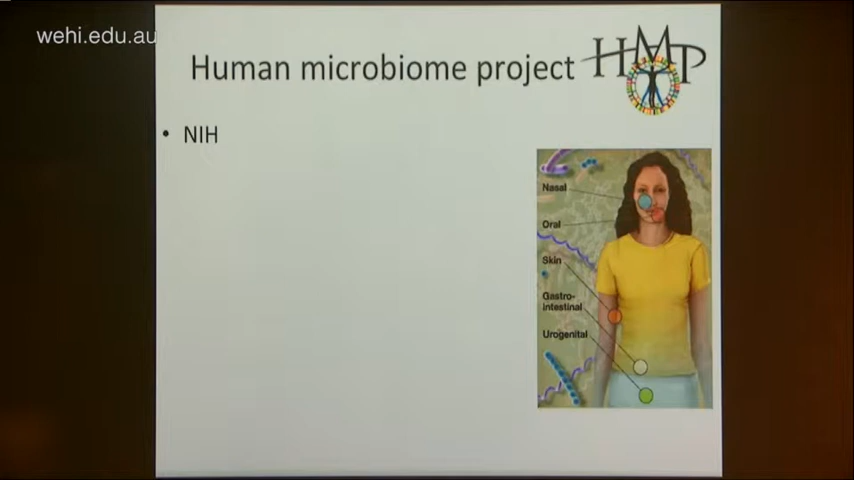 wehi.edu.au
Human microbiome project
HMP
• NIH
Nasal
Oral
Skin
Gastro-
intestinal
Urogenital